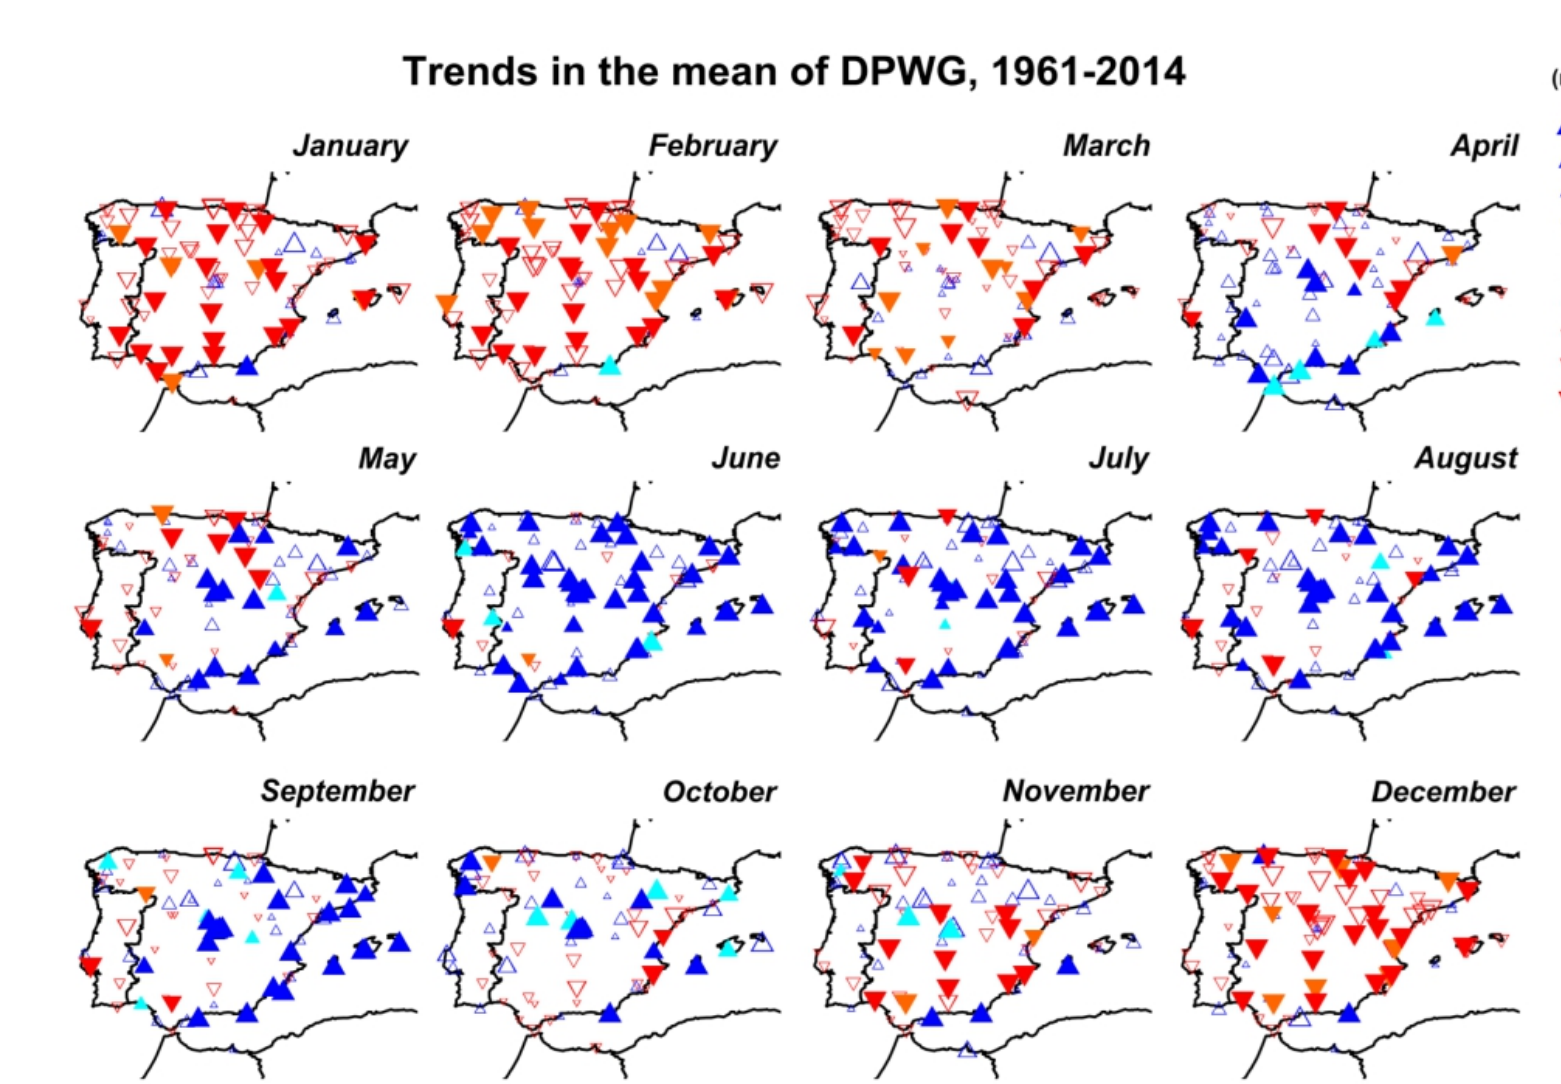 Trends in the mean of DPWG, 1961-2014
January
February
March
April
May
June
July
August
September
October
November
December